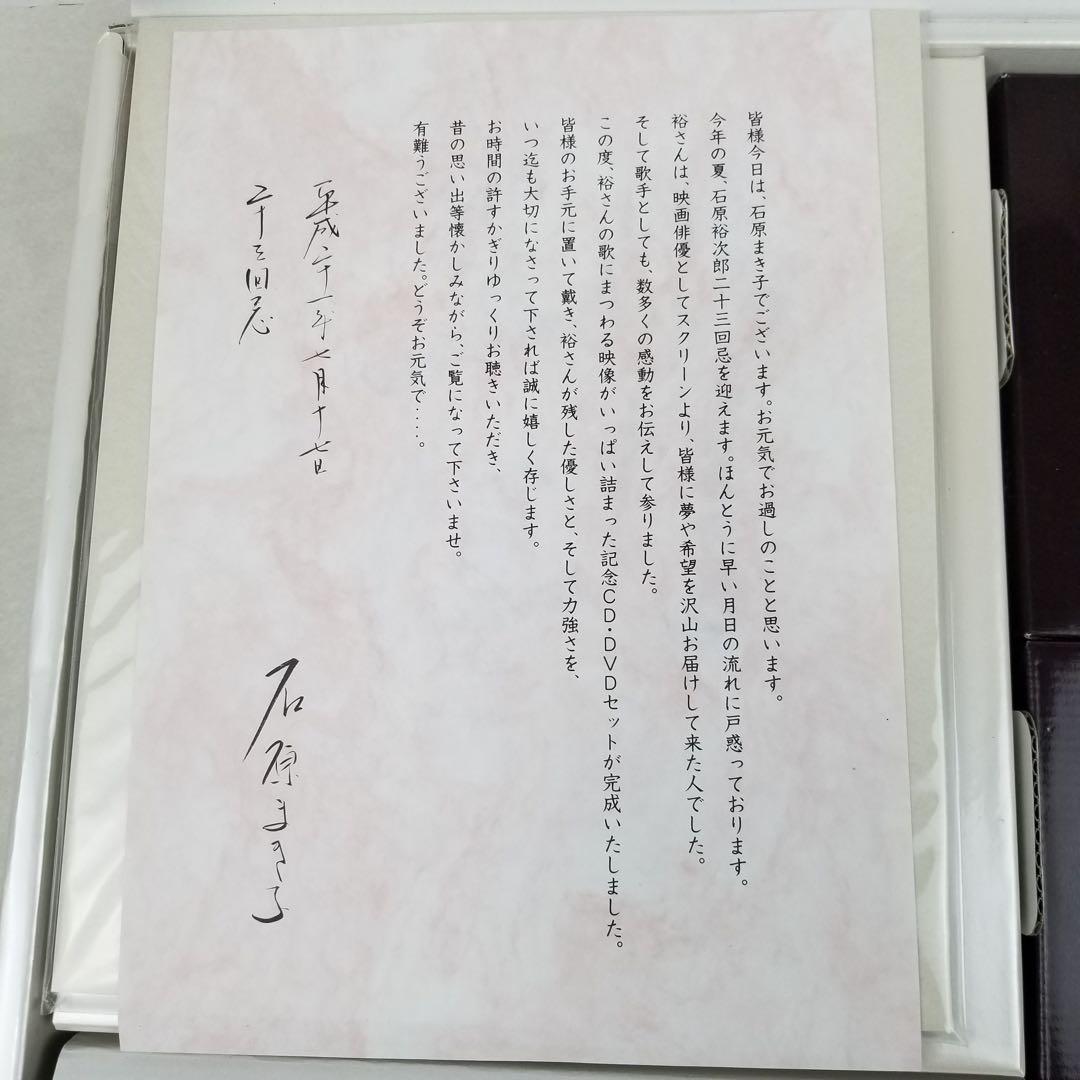 皆様今日は、石原まき子でございます。お元気でお過しのことと思います。
今年の夏、石原裕次郎二十三回忌を迎えます。ほんとうに早い月日の流れに戸惑っております。
裕さんは、映画俳優としてスクリーンより、皆様に夢や希望を沢山お届けして来た人でした。
そして歌手としても、数多くの感動をお伝えして参りました。
この度、裕さんの歌にまつわる映像がいっぱい詰まった記念CD・DVDセットが完成いたしました。
皆様のお手元に置いて戴き、裕さんが残した優しさと、そして力強さを、
いつ迄も大切になさって下されば誠に嬉しく存じます。
お時間の許すかぎりゆっくりお聴きいただき、
昔の思い出等懐かしみながら、ご覧になって下さいませ。
有難うございました。どうぞお元気で・・・・。
平成二十一年七月十七日
二十三回忌
石原まき子